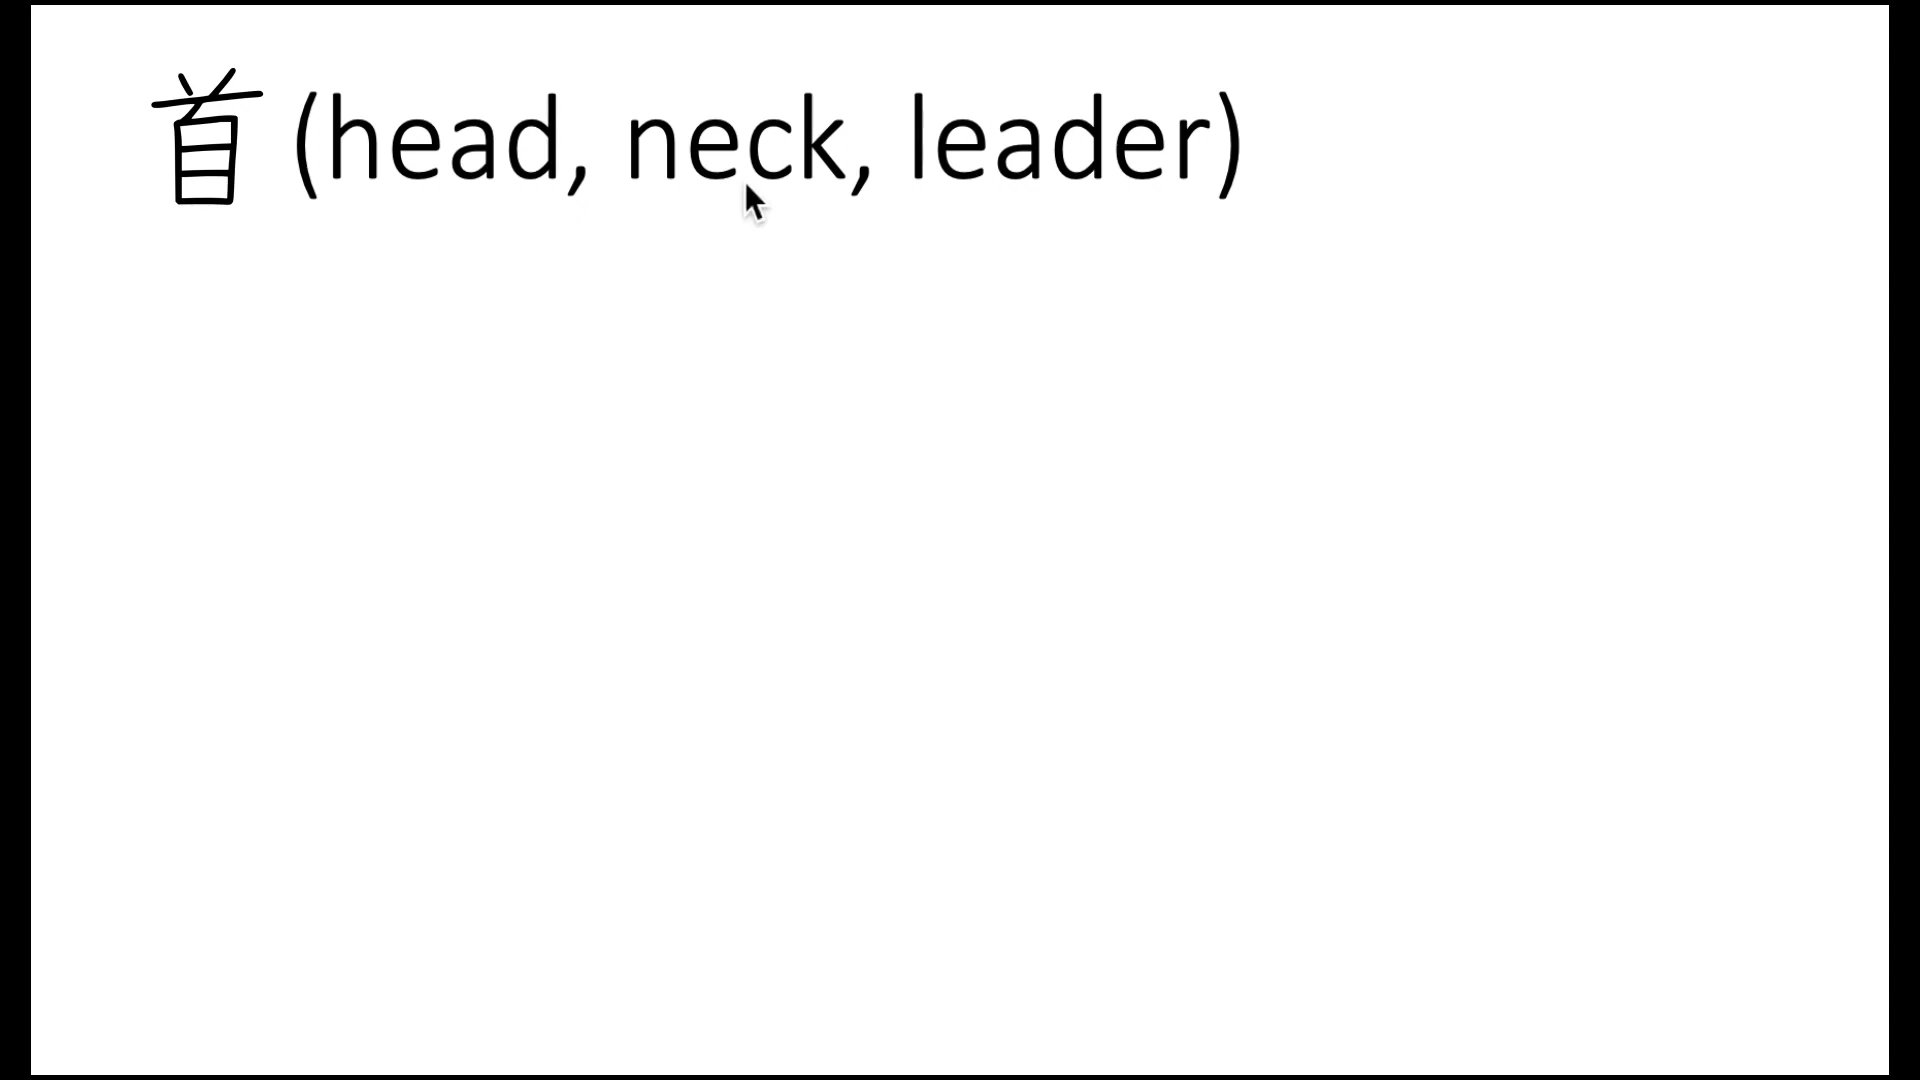 首 (head, neck, leader)